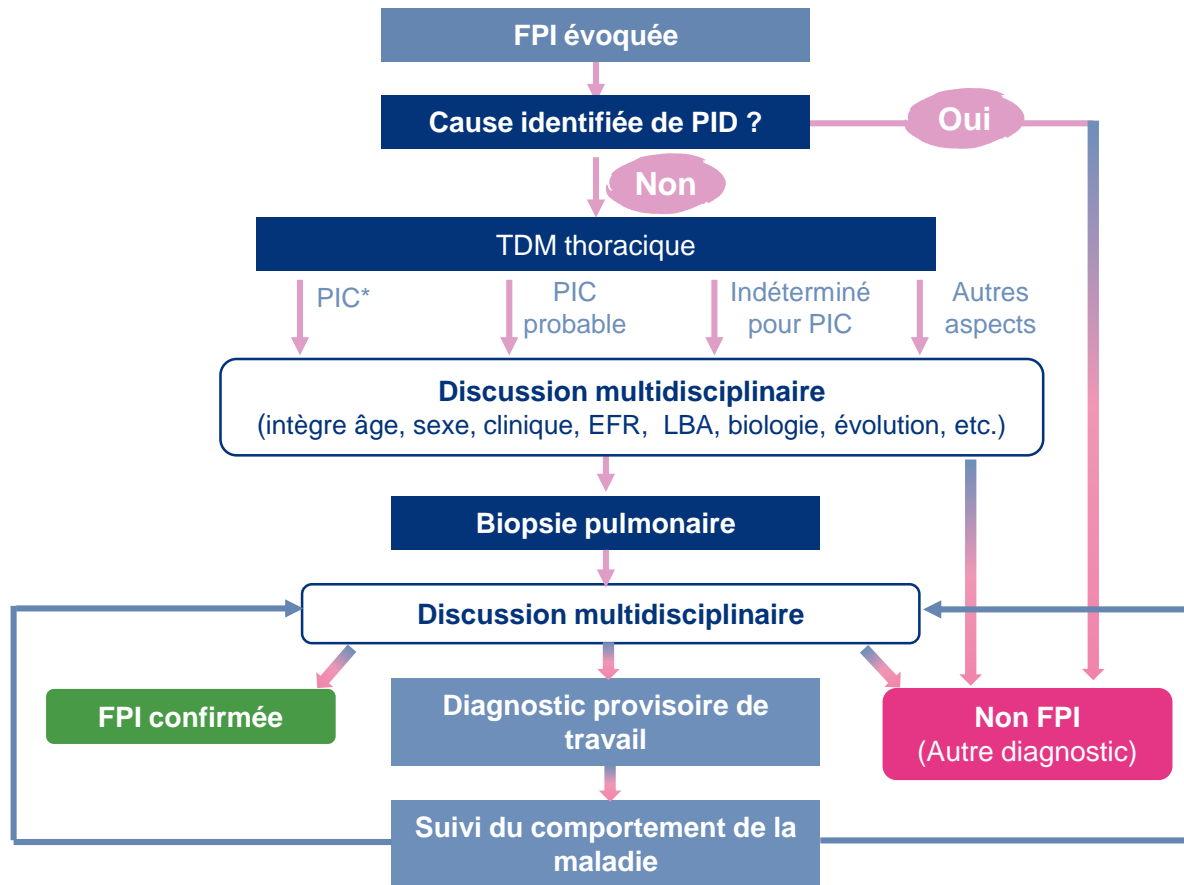 FPI évoquée
Cause identifiée de PID ?
Oui
Non
TDM thoracique
PIC*
PIC
probable
Indéterminé
pour PIC
Autres
aspects
Discussion multidisciplinaire
(intègre âge, sexe, clinique, EFR, LBA, biologie, évolution, etc.)
Biopsie pulmonaire
Discussion multidisciplinaire
FPI confirmée
Diagnostic provisoire de
travail
Non FPI
(Autre diagnostic)
Suivi du comportement de la
maladie